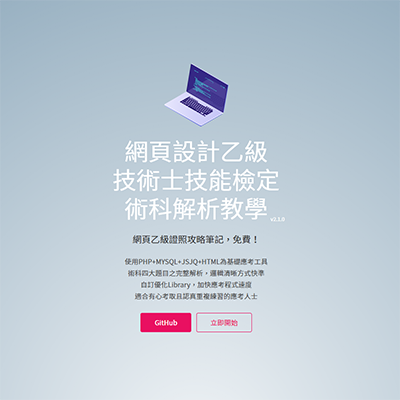 網頁設計乙級
技術士技能檢定
術科解析教學 v1.1.0
網頁乙級證照攻略筆記，免費！
使用PHP+MYSQL+JSJQ+HTML為基礎應考工具
術科四大題目之完整解析，邏輯清晰方式快準
自訂優化Library，加快應考程式速度
適合有心考取且認真重複練習的應考人士
GitHub
立即開始